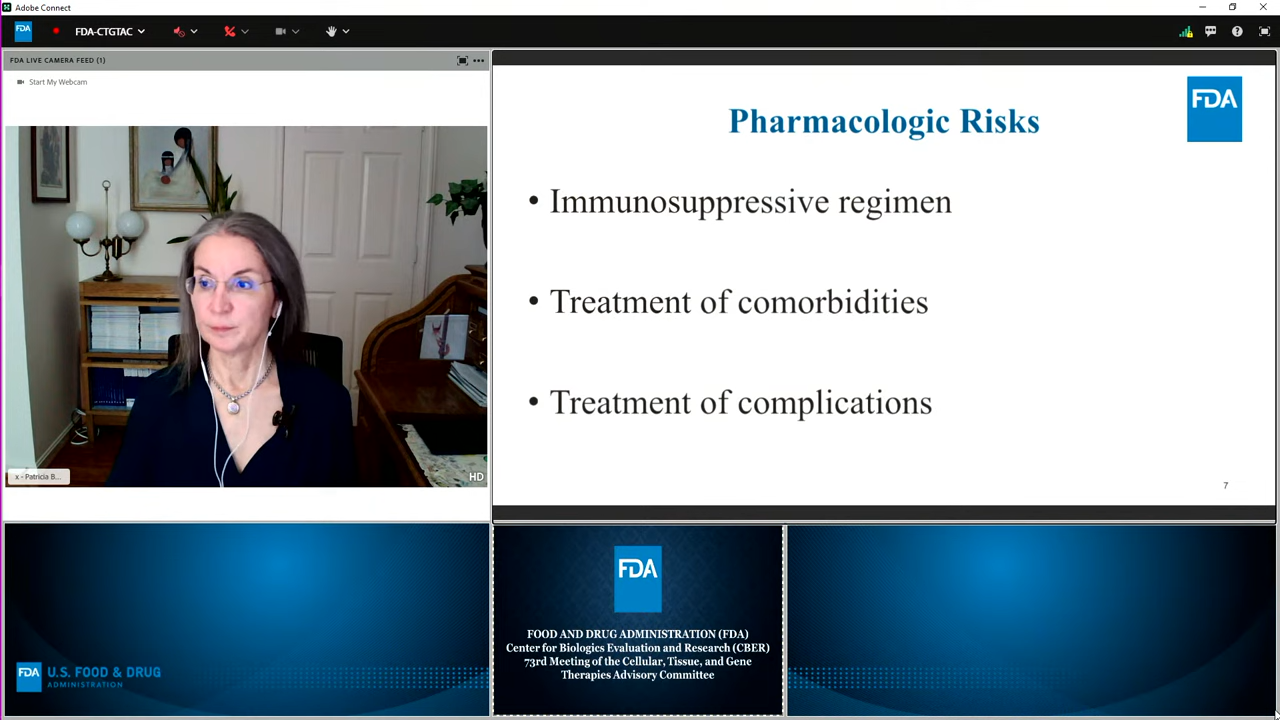 Adobe Connect
FDA
FDA-CTGTAC
FDA LIVE CAMERA FEED (1)
Start My Webcam
x - Patricia B...
HD
FDA
Pharmacologic Risks
• Immunosuppressive regimen
• Treatment of comorbidities
• Treatment of complications
7
FDA U.S. FOOD & DRUG
ADMINISTRATION
FDA
FOOD AND DRUG ADMINISTRATION (FDA)
Center for Biologics Evaluation and Research (CBER)
73rd Meeting of the Cellular, Tissue, and Gene
Therapies Advisory Committee